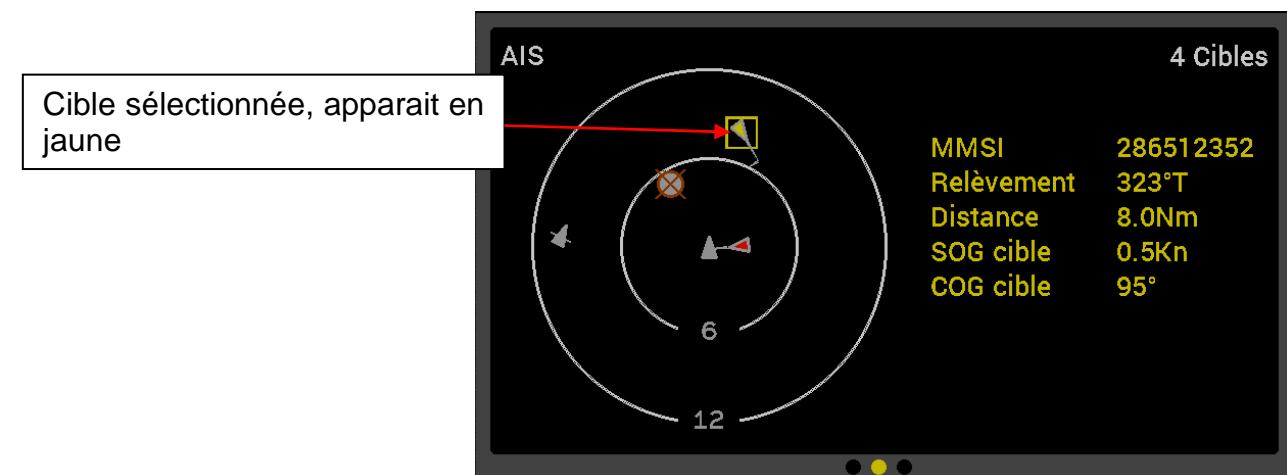 AIS
4 Cibles
Cible sélectionnée, apparait en
jaune
MMSI 286512352
Relèvement 323°T
Distance 8.0Nm
SOG cible 0.5Kn
COG cible 95°
6
12